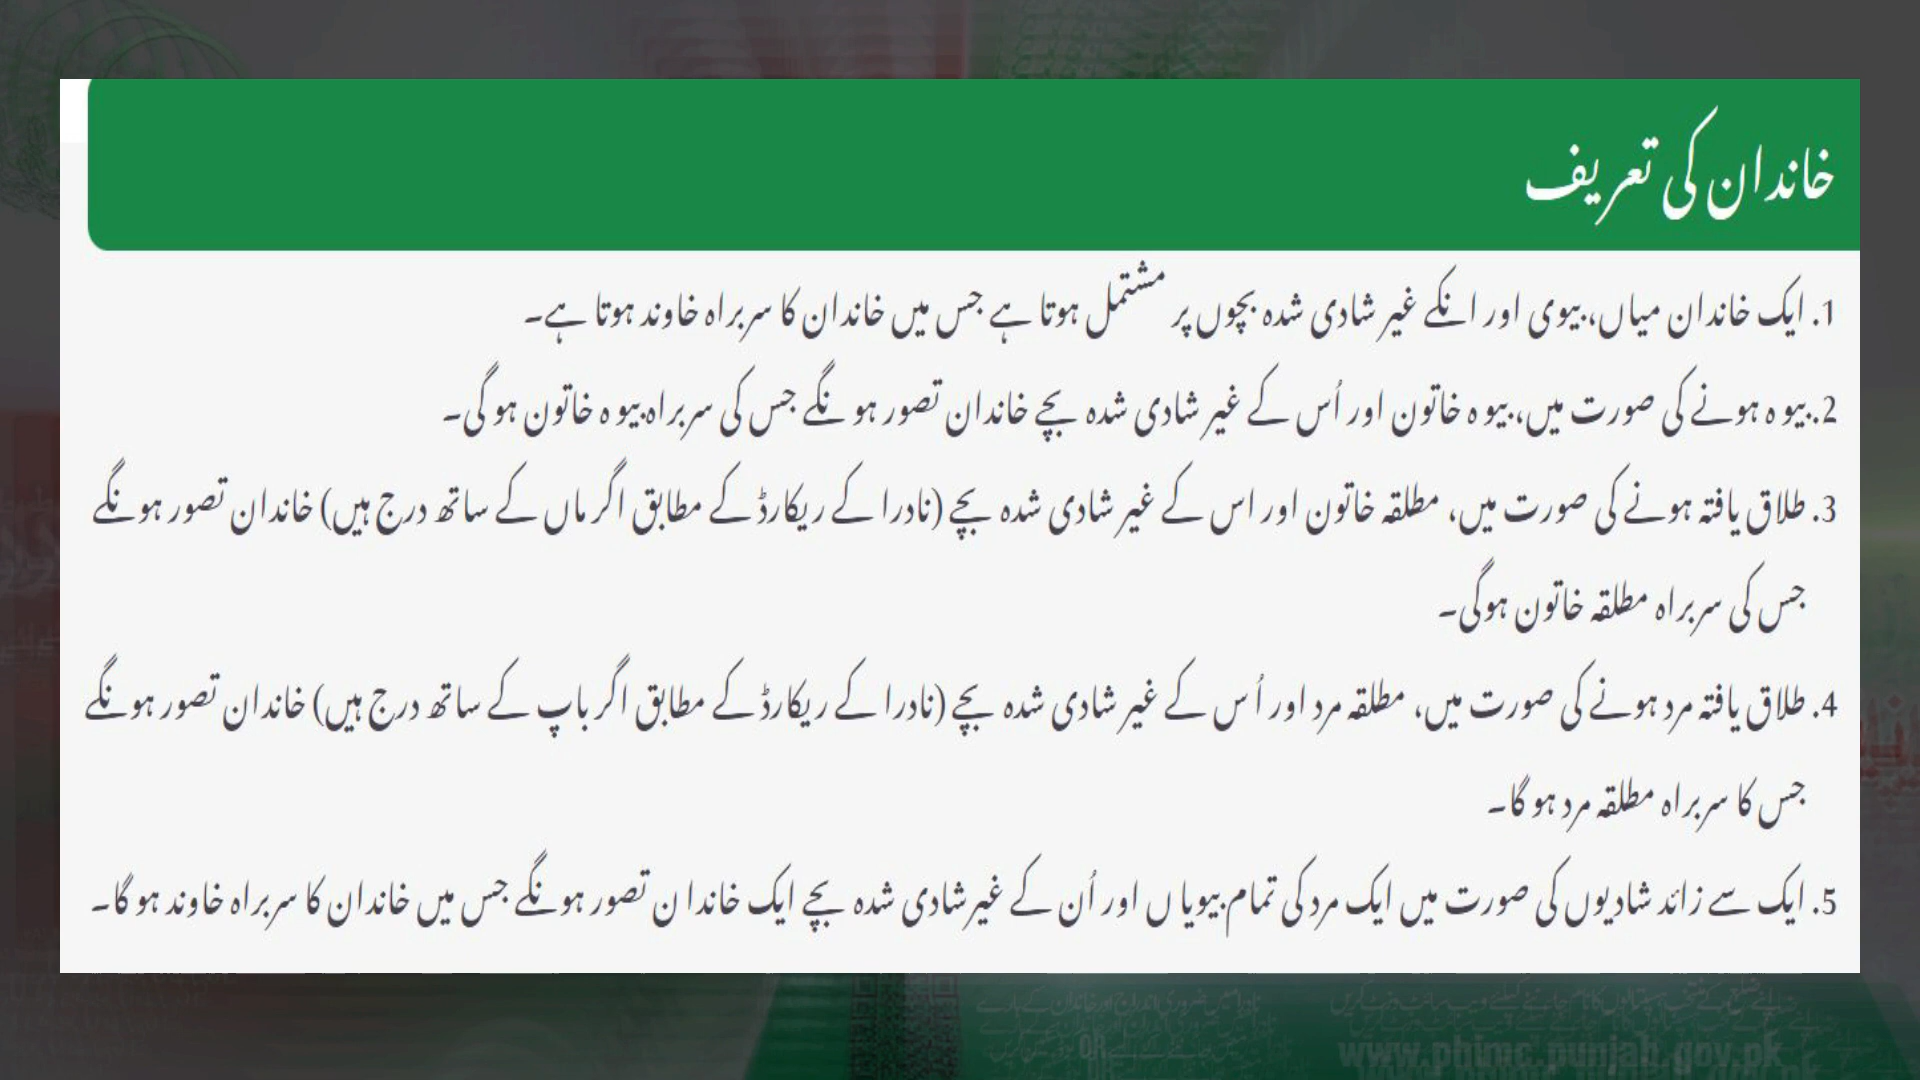 خاندان کی تعریف
1. ایک خاندان میاں، بیوی اور انکے غیر شادی شدہ بچوں پر مشتمل ہوتا ہے جس میں خاندان کا سربراہ خاوند ہوتا ہے۔
2. بیوہ ہونے کی صورت میں، بیوہ خاتون اور اُس کے غیر شادی شدہ بچے خاندان تصور ہونگے جس کی سربراہ بیوہ خاتون ہو گی۔
3. طلاق یافتہ ہونے کی صورت میں، مطلقہ خاتون اور اس کے غیر شادی شدہ بچے (نادرا کے ریکارڈ کے مطابق اگر ماں کے ساتھ درج ہیں) خاندان تصور ہونگے
جس کی سربراہ مطلقہ خاتون ہوگی۔
4. طلاق یافتہ مرد ہونے کی صورت میں، مطلقہ مرد اور اُس کے غیر شادی شدہ بچے (نادرا کے ریکارڈ کے مطابق اگر باپ کے ساتھ درج ہیں) خاندان تصور ہونگے
جس کا سربراہ مطلقہ مرد ہو گا۔
5. ایک سے زائد شادیوں کی صورت میں ایک مرد کی تمام بیویاں اور اُن کے غیر شادی شدہ بچے ایک خاندان تصور ہونگے جس میں خاندان کا سربراہ خاوند ہو گا۔
www.phimc.punjab.gov.pk